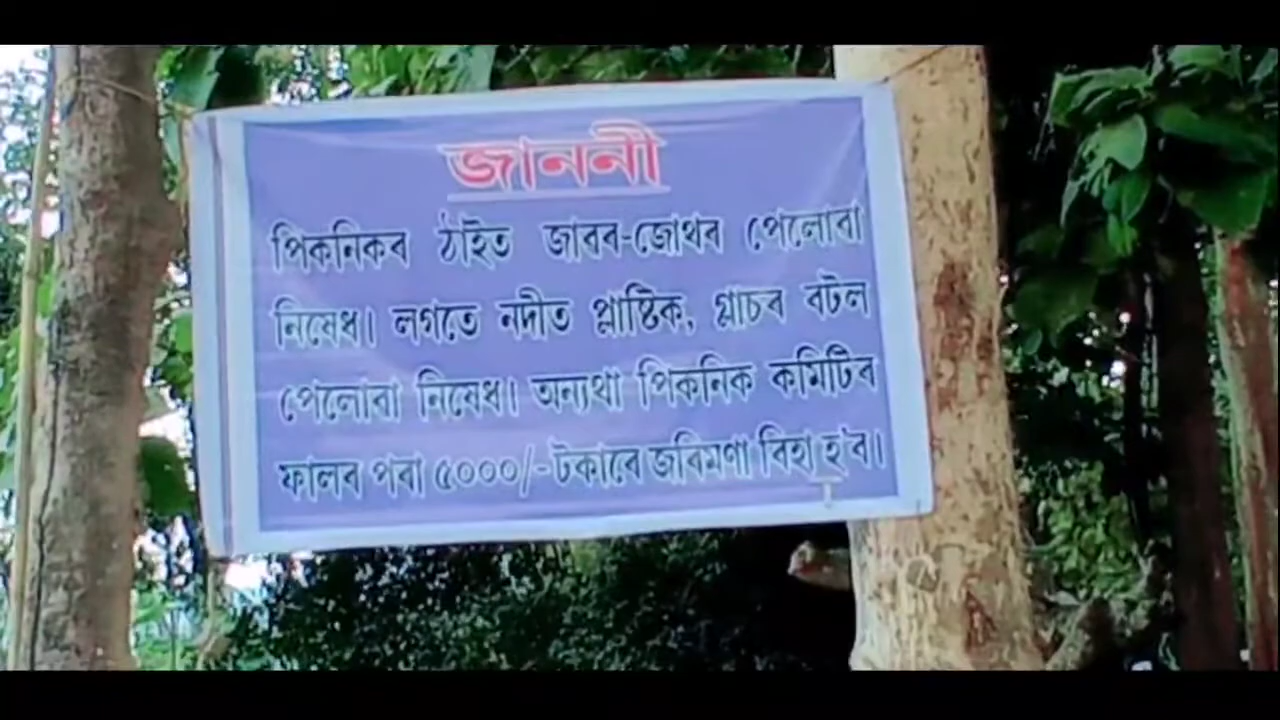 জাননী
পিকনিকৰ ঠাইত জাবৰ-জোথৰ পেলোৱা
নিষেধ। লগতে নদীত প্লাষ্টিক, গ্লাচৰ বটল
পেলোৱা নিষেধ। অন্যথা পিকনিক কমিটিৰ
ফালৰ পৰা ৫০০০/-টকাৰে জৰিমণা বিহা হ'ব।